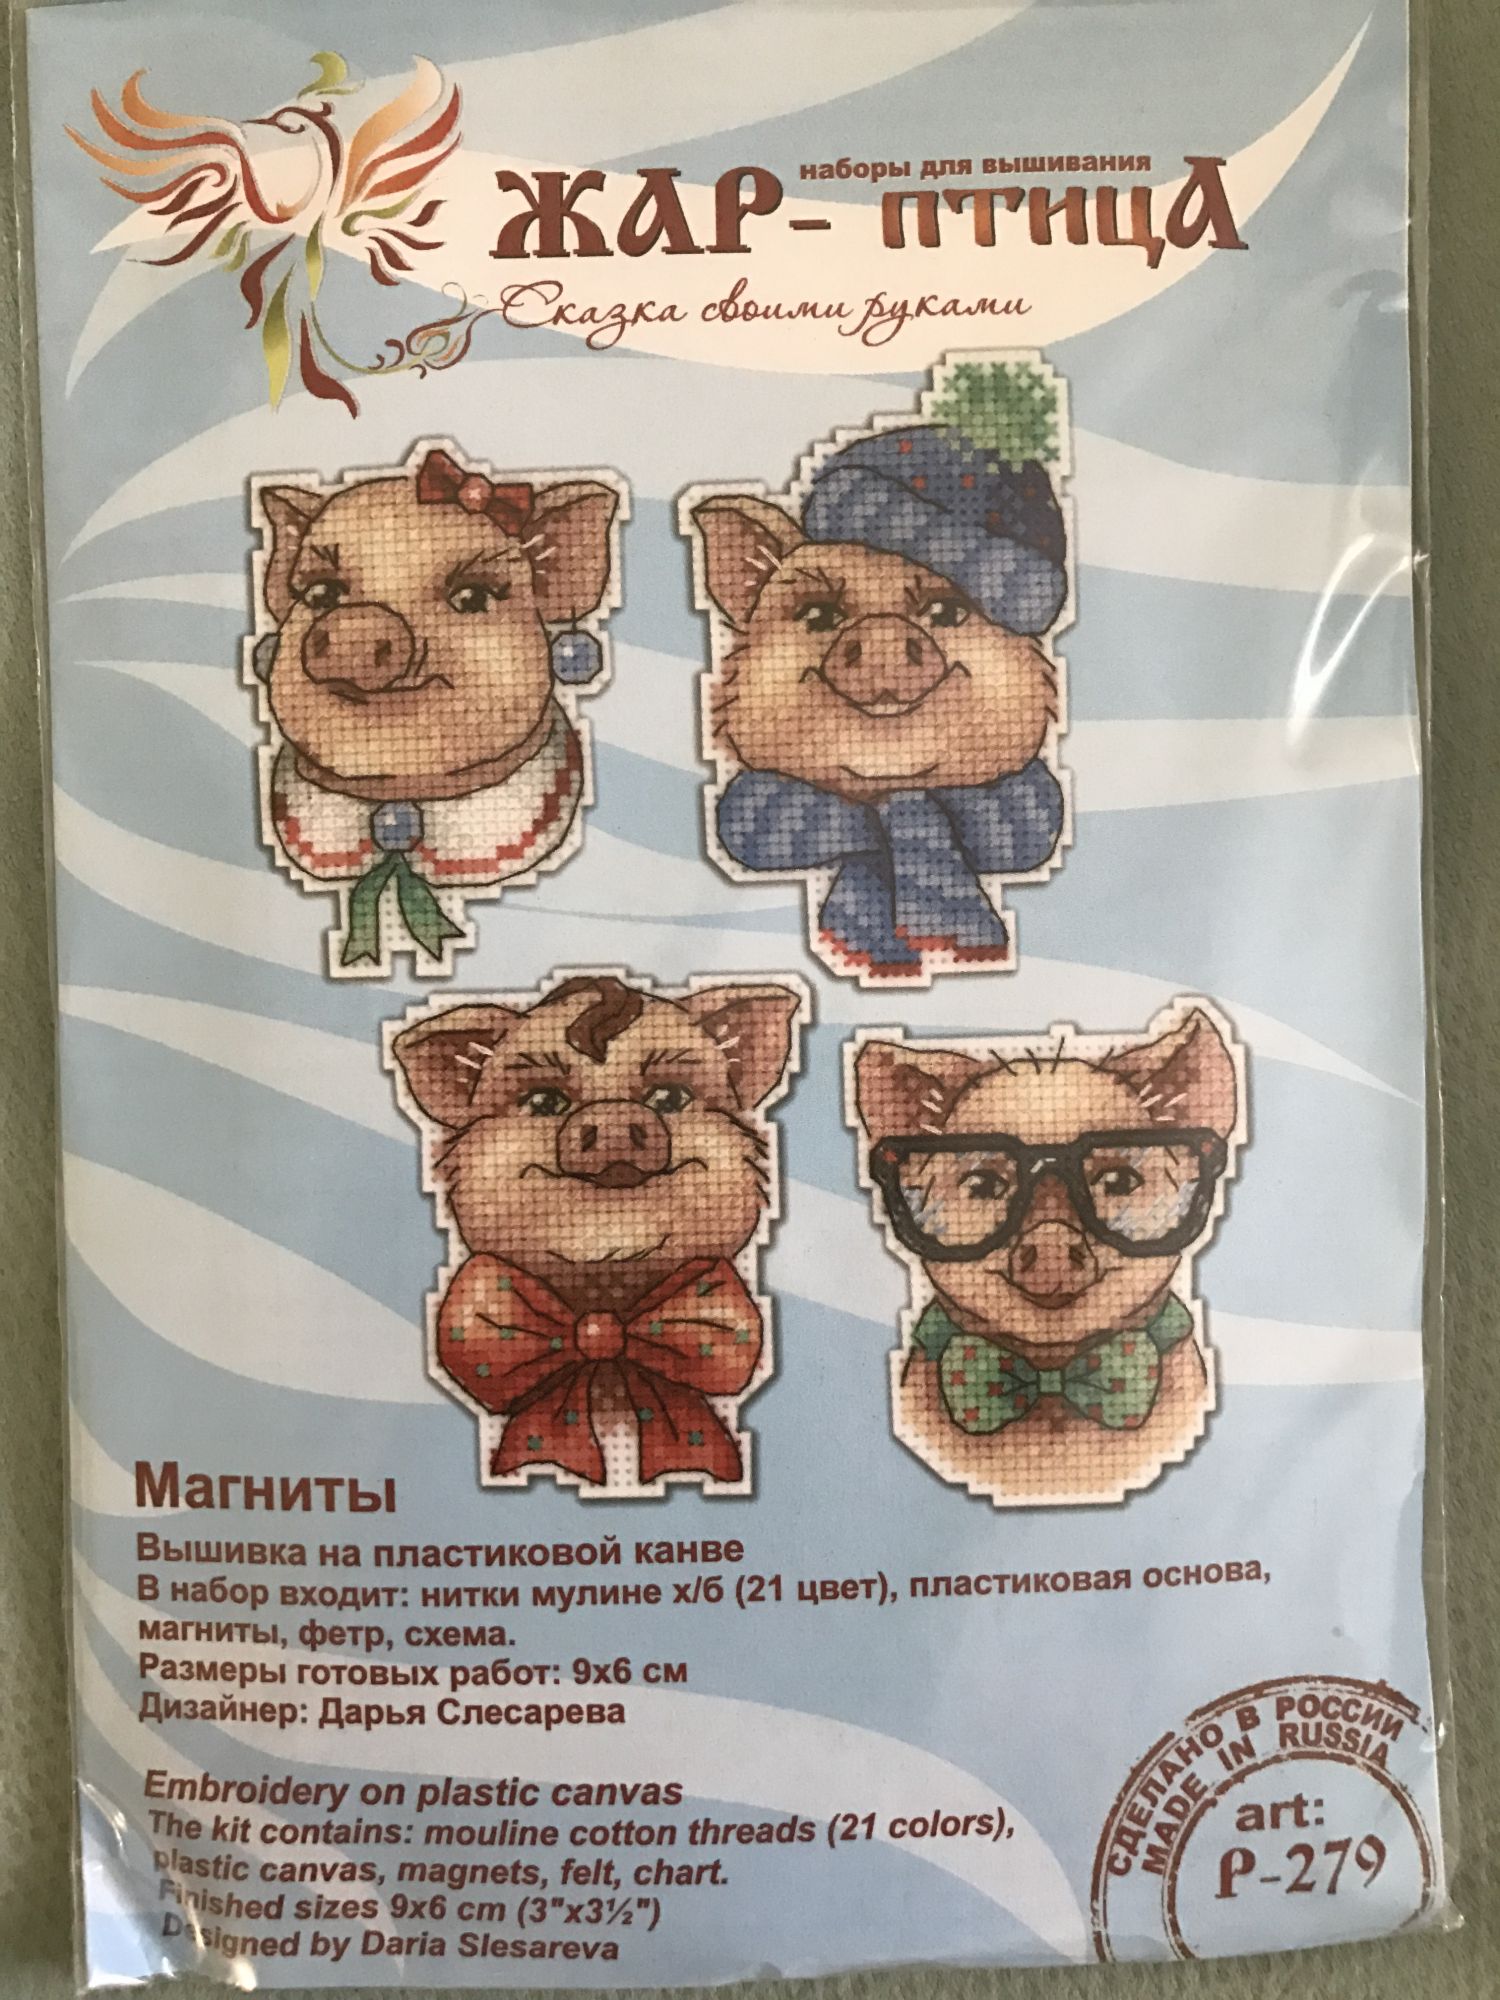 наборы для вышивания
ЖАР-ПТИЦА
Сказка своими руками
Магниты
Вышивка на пластиковой канве
В набор входит: нитки мулине х/б (21 цвет), пластиковая основа,
магниты, фетр, схема.
Размеры готовых работ: 9х6 см
Дизайнер: Дарья Слесарева
Embroidery on plastic canvas
The kit contains: mouline cotton threads (21 colors),
plastic canvas, magnets, felt, chart.
Finished sizes 9x6 cm (3"x3½")
Designed by Daria Slesareva
СДЕЛАНО В РОССИИ
MADE IN RUSSIA
art:
P-279